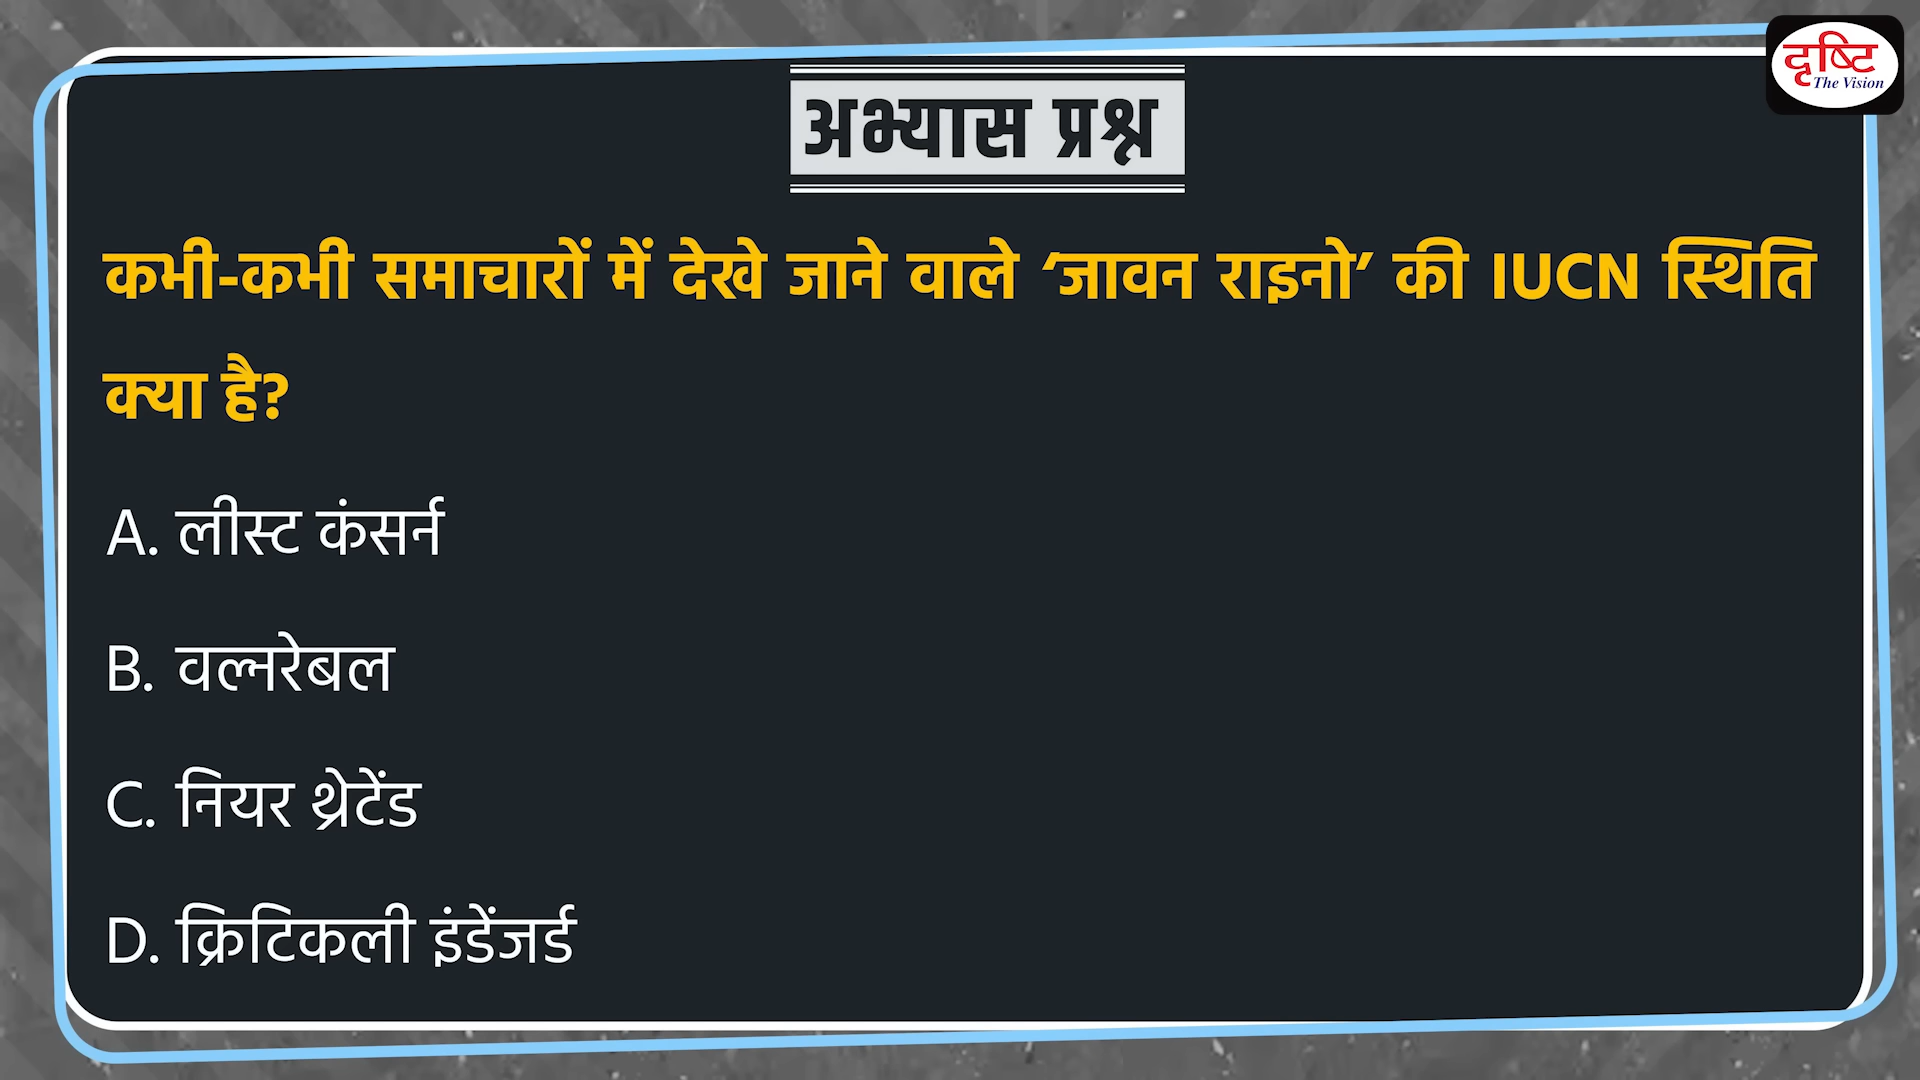 दृष्टि
The Vision
अभ्यास प्रश्न
कभी-कभी समाचारों में देखे जाने वाले ‘जावन राइनो’ की IUCN स्थिति
क्या है?
A. लीस्ट कंसर्न
B. वल्नरेबल
C. नियर थ्रेटेंड
D. क्रिटिकली इंडेंजर्ड